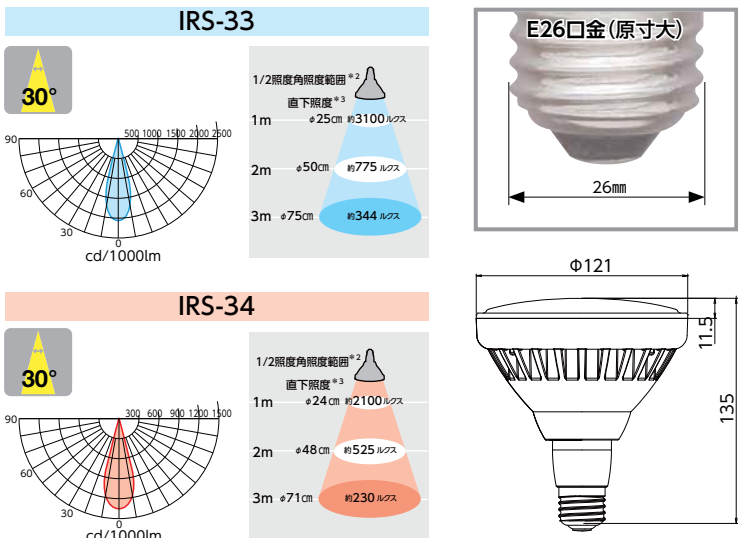 IRS-33
30°
90
60
30
0
500 1000 1500 2000 2500
cd/1000lm
1/2照度角照度範囲*2
直下照度*3
1m φ25㎝ 約3100ルクス
2m φ50㎝ 約775ルクス
3m φ75㎝ 約344ルクス
E26口金(原寸大)
26㎜
IRS-34
30°
90
60
30
0
300 600 900 1200 1500
cd/1000lm
1/2照度角照度範囲*2
直下照度*3
1m φ24㎝ 約2100ルクス
2m φ48㎝ 約525ルクス
3m φ71㎝ 約230ルクス
Φ121
11.5
135